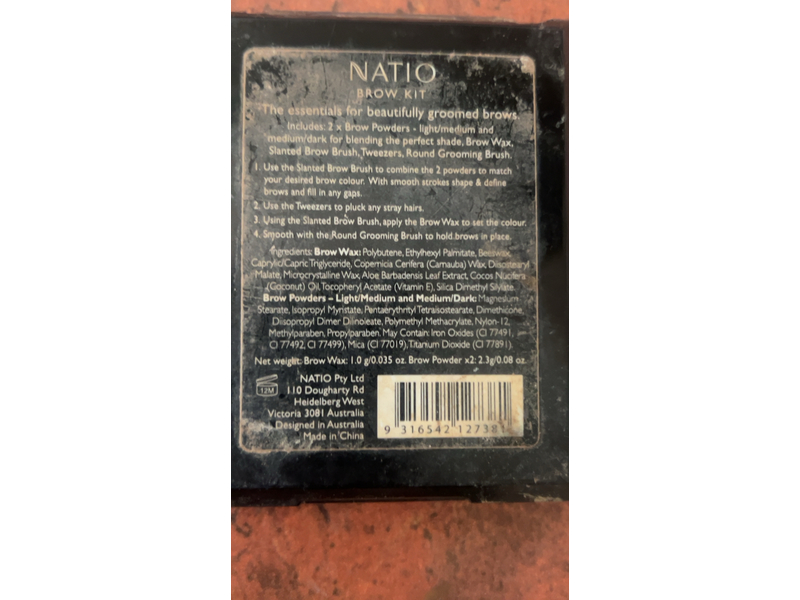 NATIO
BROW KIT
The essentials for beautifully groomed brows.
Includes: 2 x Brow Powders - light/medium and
medium/dark for blending the perfect shade, Brow Wax,
Slanted Brow Brush, Tweezers, Round Grooming Brush.
1. Use the Slanted Brow Brush to combine the 2 powders to match
your desired brow colour. With smooth strokes shape & define
brows and fill in any gaps.
2. Use the Tweezers to pluck any stray hairs.
3. Using the Slanted Brow Brush, apply the Brow Wax to set the colour.
4. Smooth with the Round Grooming Brush to hold brows in place.
Ingredients: Brow Wax: Polybutene, Ethylhexyl Palmitate, Beeswax,
Caprylic/Capric Triglyceride, Copernicia Cerifera (Carnauba) Wax, Diisostearyl
Malate, Microcrystalline Wax, Aloe Barbadensis Leaf Extract, Cocos Nucifera
(Coconut) Oil, Tocopheryl Acetate (Vitamin E), Silica Dimethyl Silylate.
Brow Powders – Light/Medium and Medium/Dark: Magnesium
Stearate, Isopropyl Myristate, Pentaerythrityl Tetraisostearate, Dimethicone,
Diisopropyl Dimer Dilinoleate, Polymethyl Methacrylate, Nylon-12,
Methylparaben, Propylparaben. May Contain: Iron Oxides (CI 77491,
CI 77492, CI 77499), Mica (CI 77019), Titanium Dioxide (CI 77891).
Net weight: Brow Wax: 1.0 g/0.035 oz. Brow Powder x2: 2.3g/0.08 oz.
12M
NATIO Pty Ltd
110 Dougharty Rd
Heidelberg West
Victoria 3081 Australia
Designed in Australia
Made in China
9 316542 12738